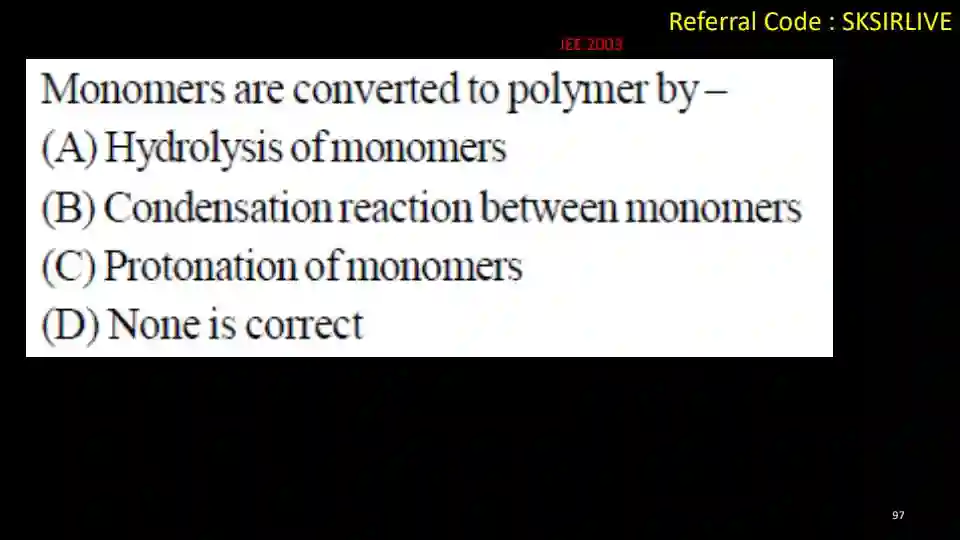 Referral Code : SKSIRLIVE
JEE 2003
Monomers are converted to polymer by –
(A) Hydrolysis of monomers
(B) Condensation reaction between monomers
(C) Protonation of monomers
(D) None is correct
97